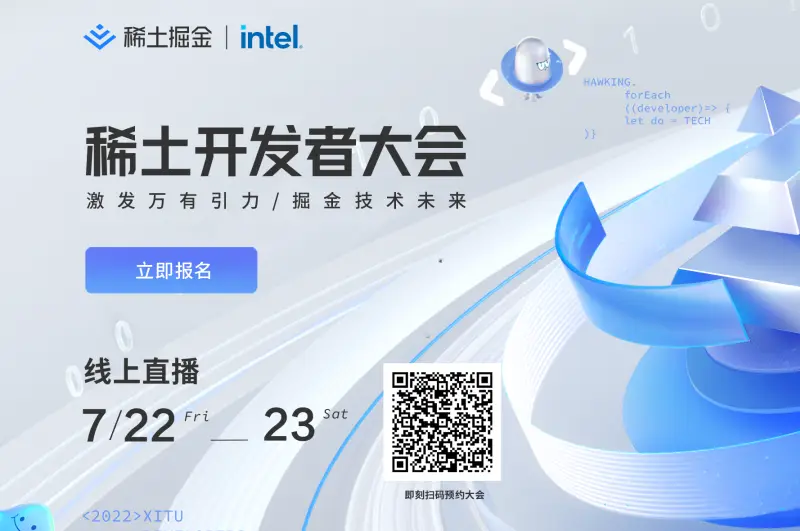 稀土掘金 | intel.
HAWKING.
forEach
((developer)=> {
let do = TECH
)}
稀土开发者大会
激发万有引力/掘金技术未来
立即报名
线上直播
7/22 Fri — 23 Sat
即刻扫码预约大会
<2022>XITU